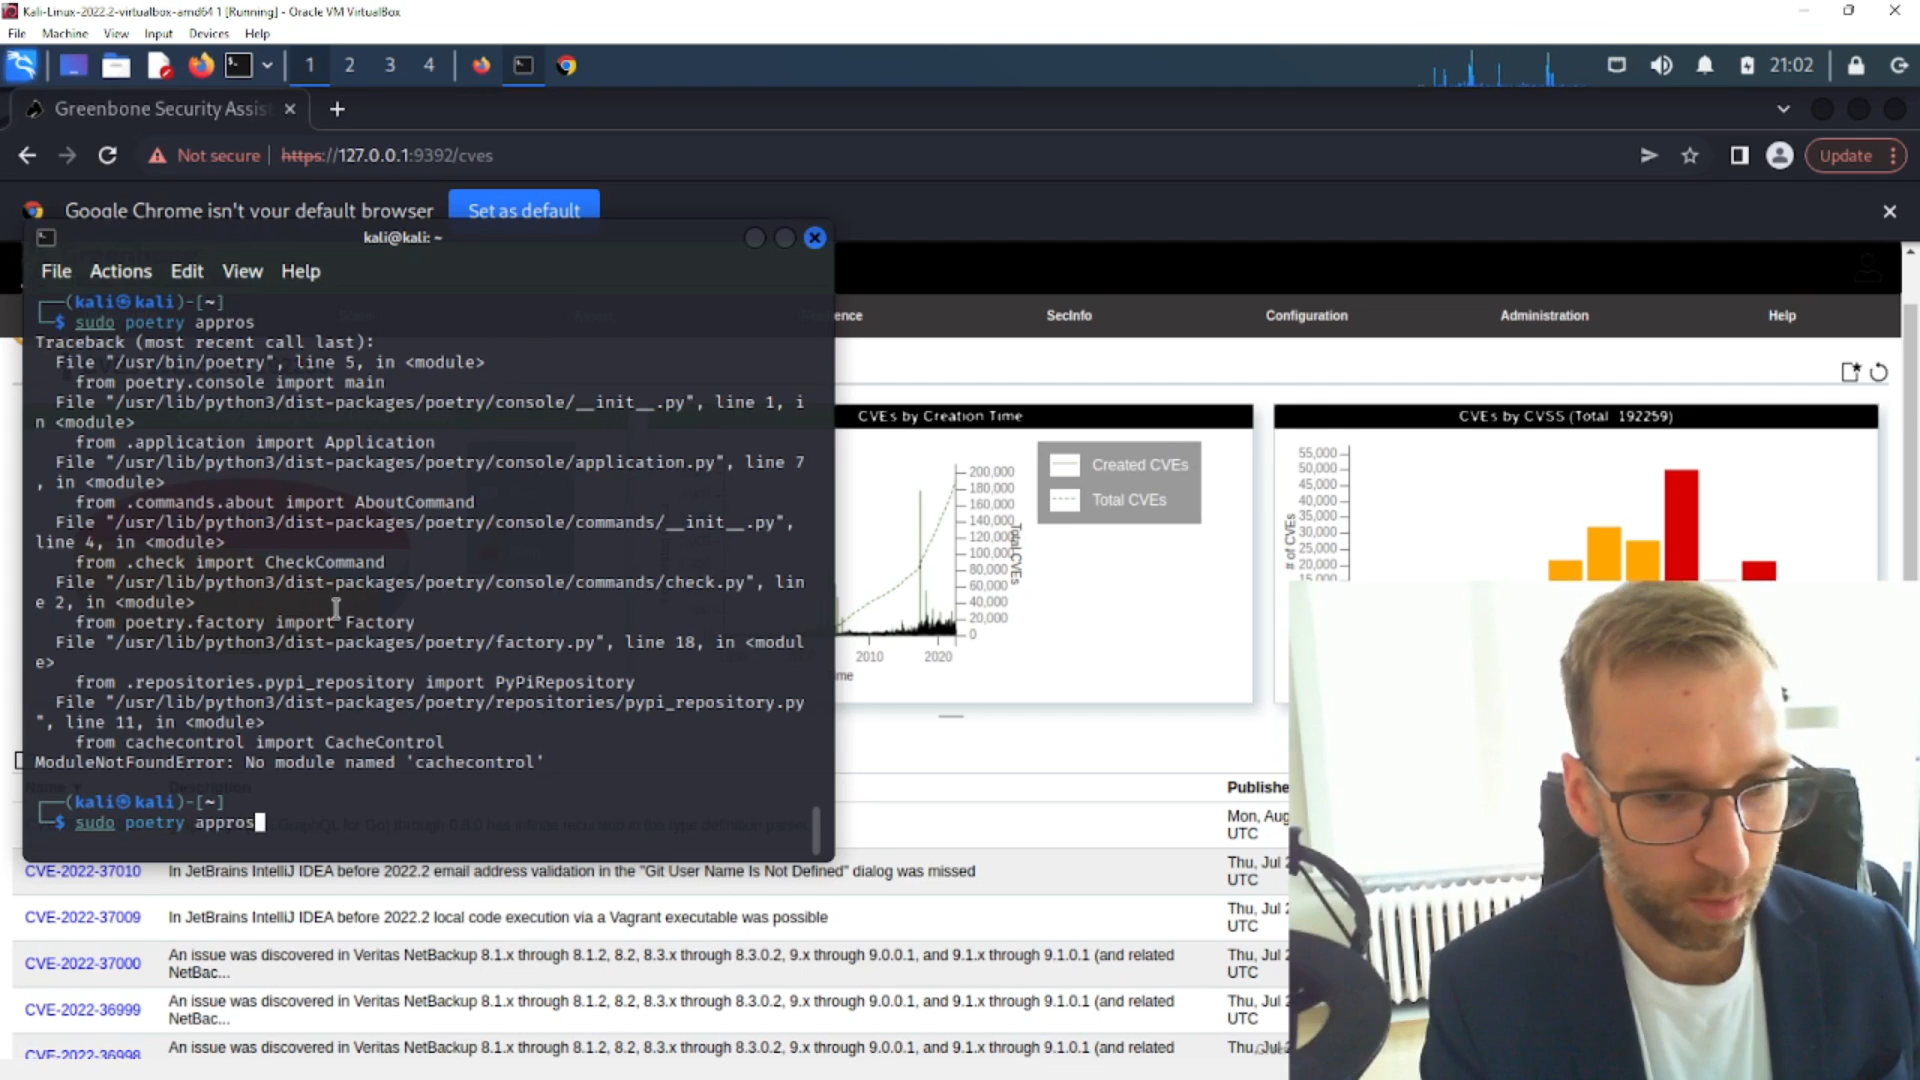 Kali-Linux-2022.2-virtualbox-amd64 1 [Running] - Oracle VM VirtualBox
File Machine View Input Devices Help
1 2 3 4
21:02
Greenbone Security Assis
Not secure https://127.0.0.1:9392/cves
Update
Google Chrome isn't your default browser
Set as default
kali@kali: ~
File Actions Edit View Help
(kali㉿kali)-[~]
$ sudo poetry appros
Traceback (most recent call last):
File "/usr/bin/poetry", line 5, in <module>
from poetry.console import main
File "/usr/lib/python3/dist-packages/poetry/console/__init__.py", line 1, i
n <module>
from .application import Application
File "/usr/lib/python3/dist-packages/poetry/console/application.py", line 7
, in <module>
from .commands.about import AboutCommand
File "/usr/lib/python3/dist-packages/poetry/console/commands/__init__.py",
line 4, in <module>
from .check import CheckCommand
File "/usr/lib/python3/dist-packages/poetry/console/commands/check.py", lin
e 2, in <module>
from poetry.factory import Factory
File "/usr/lib/python3/dist-packages/poetry/factory.py", line 18, in <modul
e>
from .repositories.pypi_repository import PyPiRepository
File "/usr/lib/python3/dist-packages/poetry/repositories/pypi_repository.py
", line 11, in <module>
from cachecontrol import CacheControl
ModuleNotFoundError: No module named 'cachecontrol'
(kali㉿kali)-[~]
$ sudo poetry appros
ence SecInfo Configuration Administration Help
CVEs by Creation Time
Created CVEs
Total CVEs
200,000
180,000
160,000
140,000
120,000
100,000
80,000
60,000
40,000
20,000
0
Total CVEs
2010 2020
me
CVEs by CVSS (Total 192259)
55,000
50,000
45,000
40,000
35,000
30,000
25,000
20,000
15,000
# of CVEs
Name Description
Publishe
Mon, Aug
UTC
CVE-2022-37010 In JetBrains IntelliJ IDEA before 2022.2 email address validation in the "Git User Name Is Not Defined" dialog was missed
Thu, Jul 2
UTC
CVE-2022-37009 In JetBrains IntelliJ IDEA before 2022.2 local code execution via a Vagrant executable was possible
Thu, Jul 2
UTC
CVE-2022-37000 An issue was discovered in Veritas NetBackup 8.1.x through 8.1.2, 8.2, 8.3.x through 8.3.0.2, 9.x through 9.0.0.1, and 9.1.x through 9.1.0.1 (and related
NetBac...
Thu, Jul 2
UTC
CVE-2022-36999 An issue was discovered in Veritas NetBackup 8.1.x through 8.1.2, 8.2, 8.3.x through 8.3.0.2, 9.x through 9.0.0.1, and 9.1.x through 9.1.0.1 (and related
NetBac...
Thu, Jul 2
UTC
CVE-2022-36998 An issue was discovered in Veritas NetBackup 8.1.x through 8.1.2, 8.2, 8.3.x through 8.3.0.2, 9.x through 9.0.0.1, and 9.1.x through 9.1.0.1 (and related
Thu, Jul 2